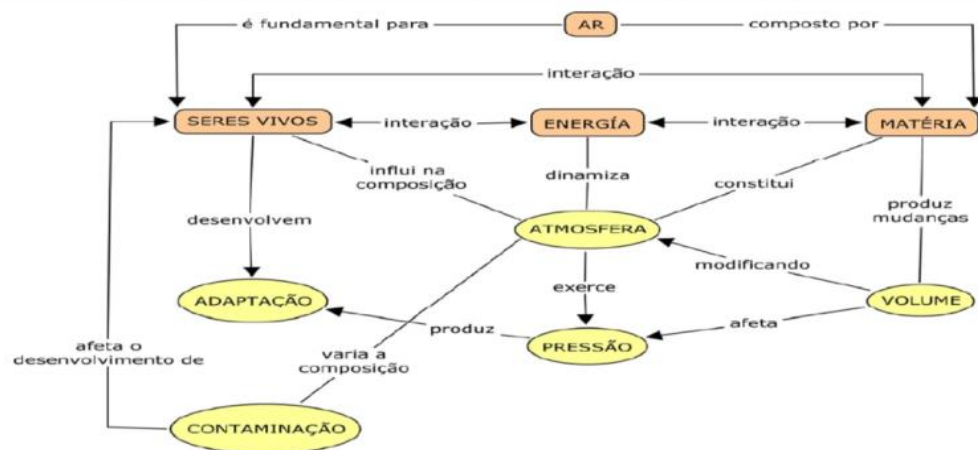 é fundamental para
AR
composto por
interação
SERES VIVOS
interação
ENERGÍA
interação
MATÉRIA
influi na
composição
dinamiza
constitui
produz
mudanças
desenvolvem
ATMOSFERA
modificando
ADAPTAÇÃO
exerce
VOLUME
produz
afeta
afeta o
desenvolvimento de
varia a
composição
PRESSÃO
CONTAMINAÇÃO